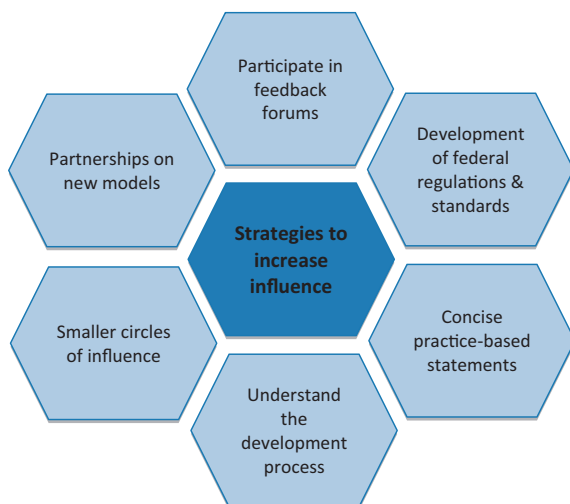 Participate in
feedback
forums
Development
of federal
regulations &
standards
Partnerships on
new models
Strategies to
increase
influence
Concise
practice-based
statements
Smaller circles
of influence
Understand
the
development
process